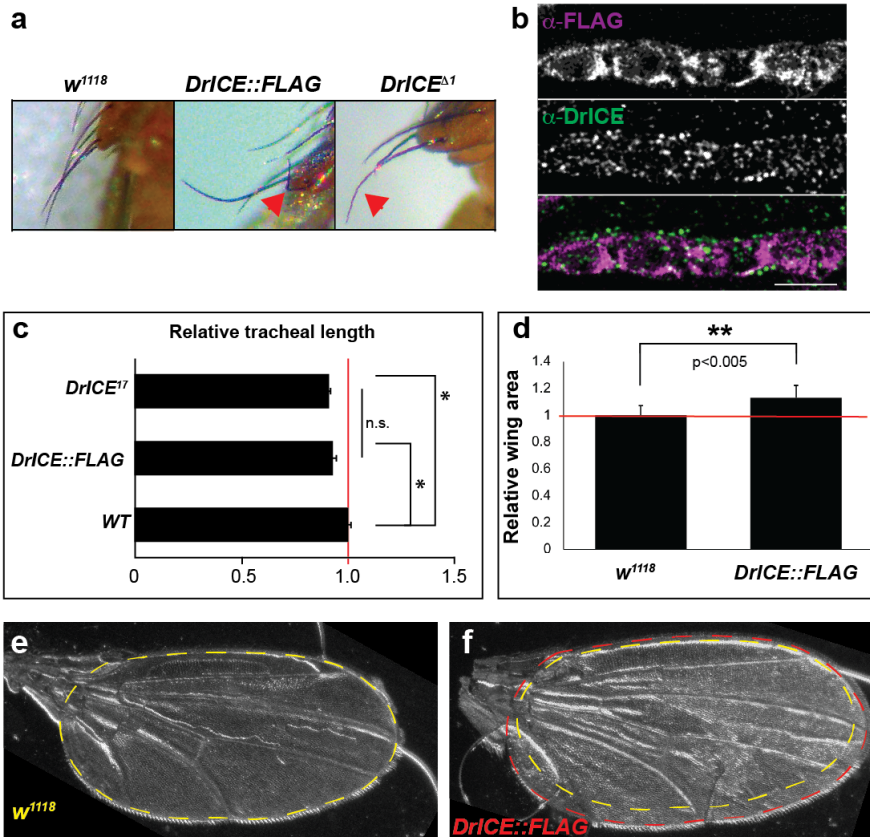 a
w1118
DrICE::FLAG
DrICEΔ1
b
α-FLAG
α-DrICE
c
Relative tracheal length
DrICE17
DrICE::FLAG
WT
n.s.
*
*
0
0.5
1.0
1.5
d
**
p<0.005
Relative wing area
1.4
1.2
1
0.8
0.6
0.4
0.2
0
w1118
DrICE::FLAG
e
w1118
f
DrICE::FLAG